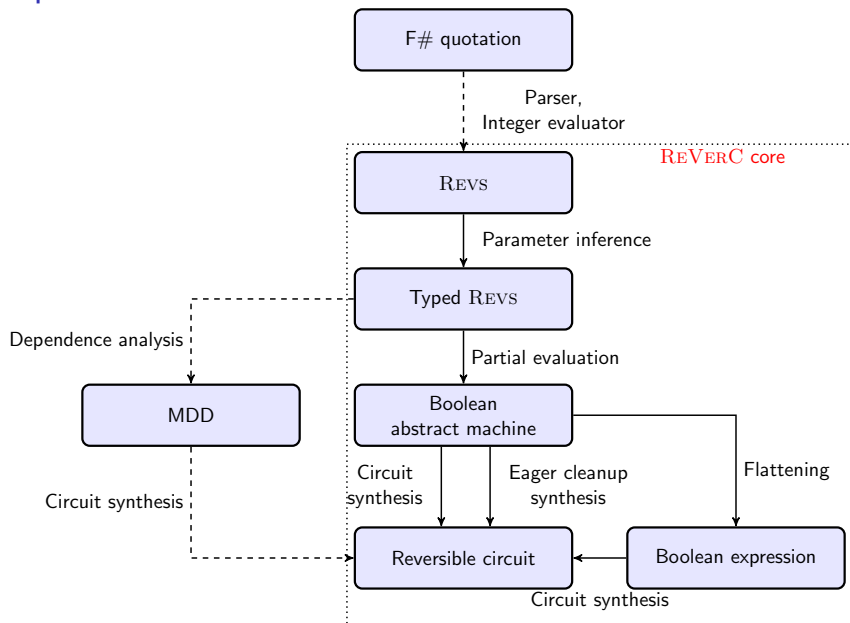 F# quotation
Parser,
Integer evaluator
REVERC core
REVS
Parameter inference
Typed REVS
Dependence analysis
Partial evaluation
MDD
Boolean
abstract machine
Circuit synthesis
Circuit
synthesis
Eager cleanup
synthesis
Flattening
Reversible circuit
Boolean expression
Circuit synthesis